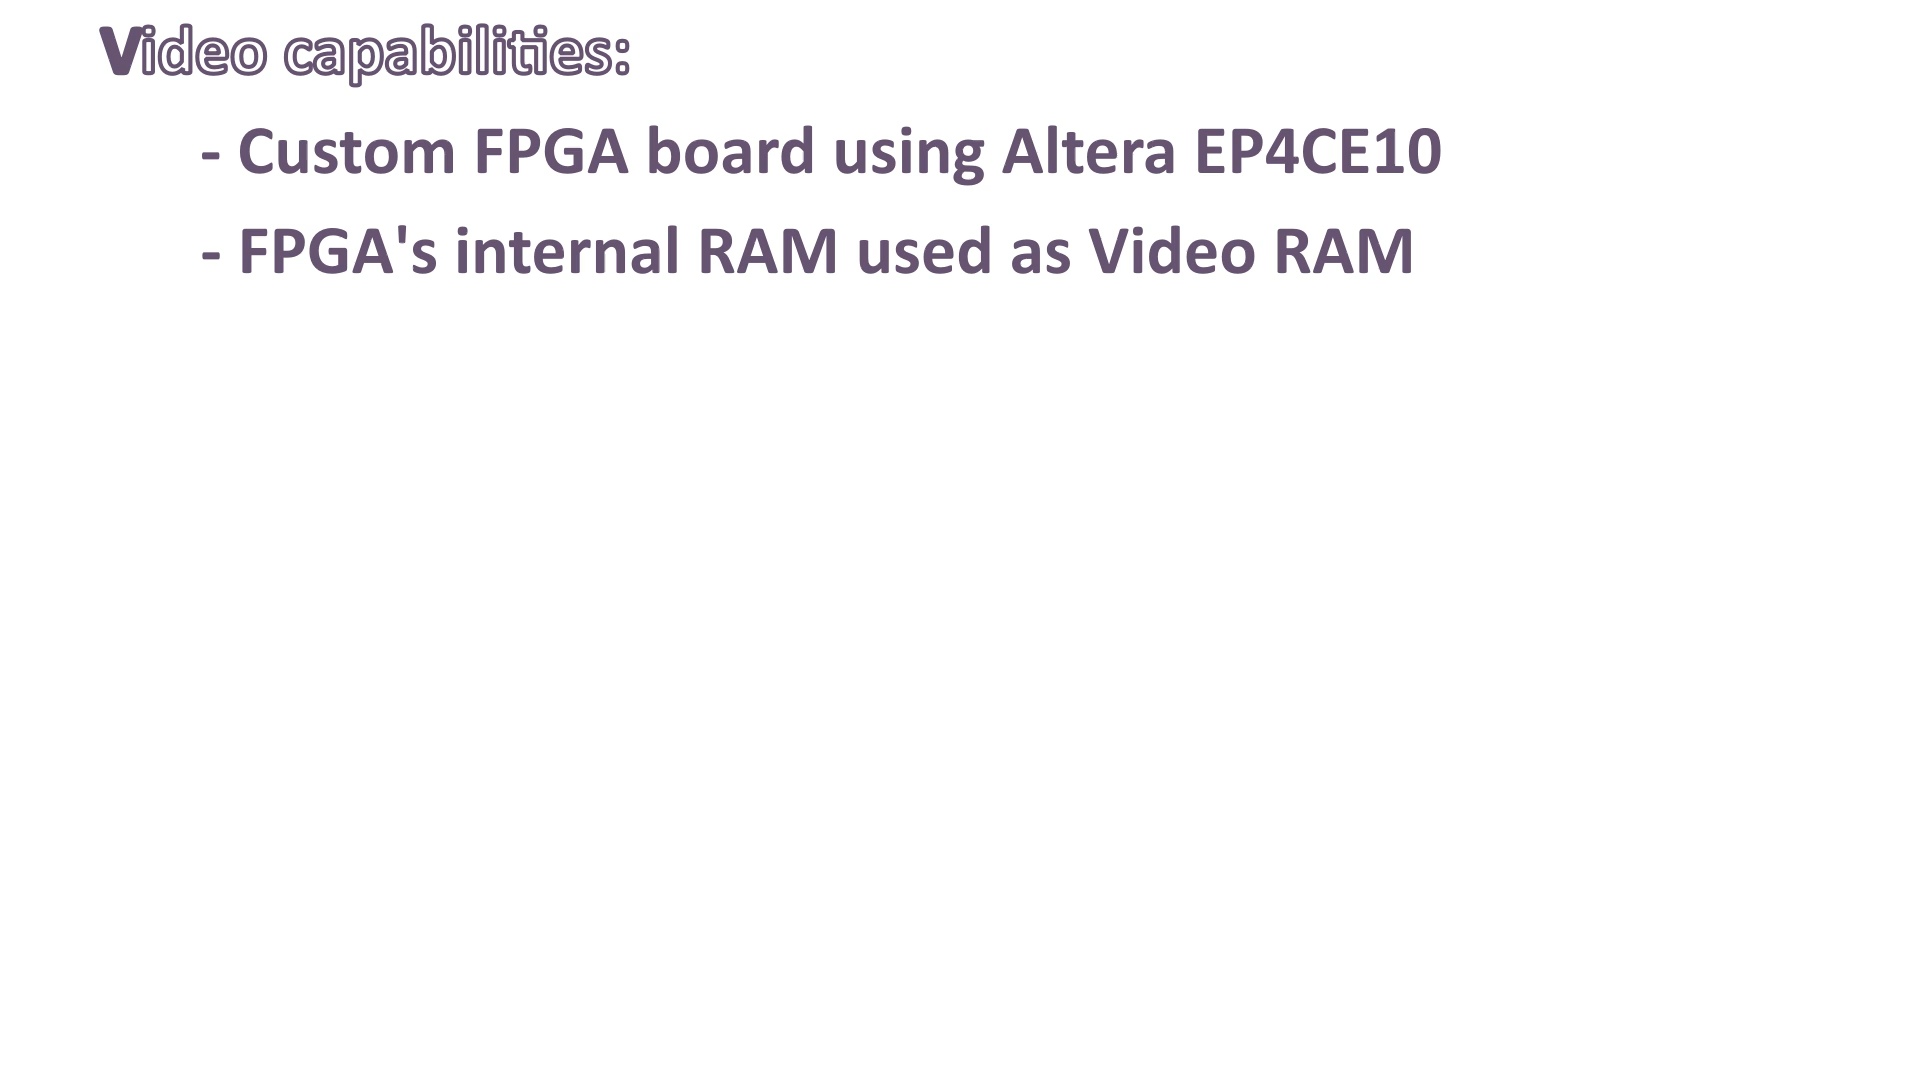 Video capabilities:
- Custom FPGA board using Altera EP4CE10
- FPGA's internal RAM used as Video RAM